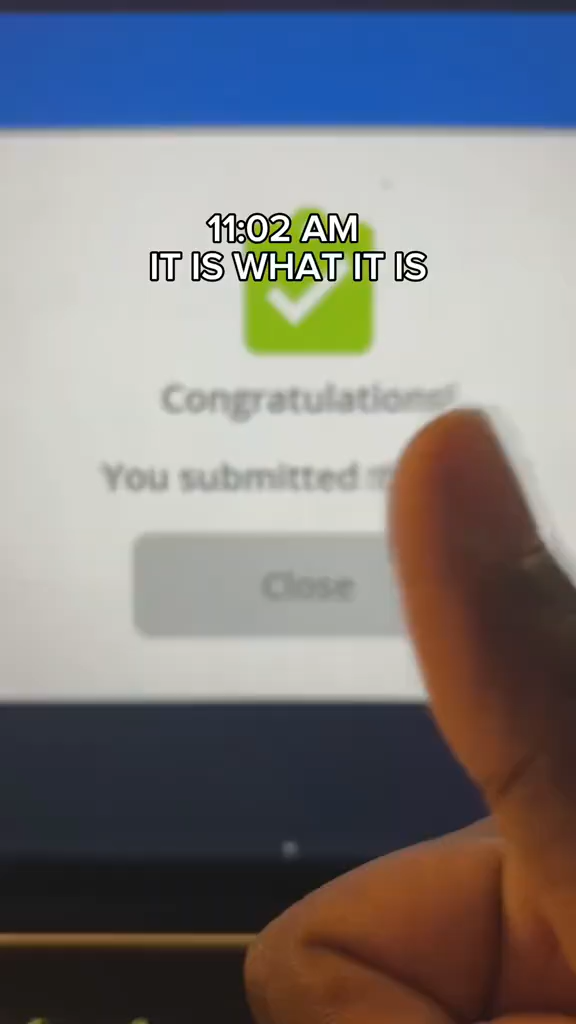 11:02 AM
IT IS WHAT IT IS
Congratulations!
You submitted
Close